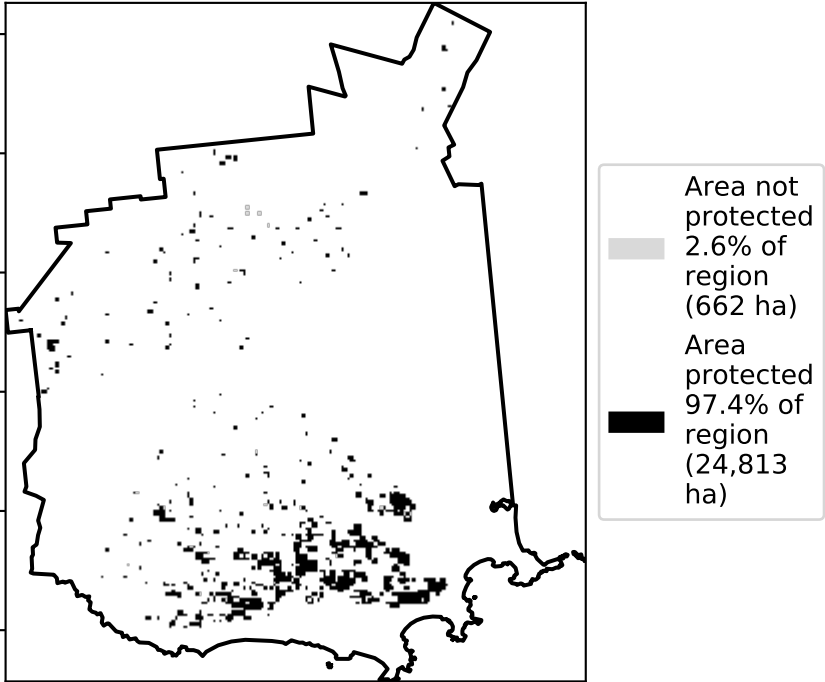 Area not
protected
2.6% of
region
(662 ha)
Area
protected
97.4% of
region
(24,813
ha)